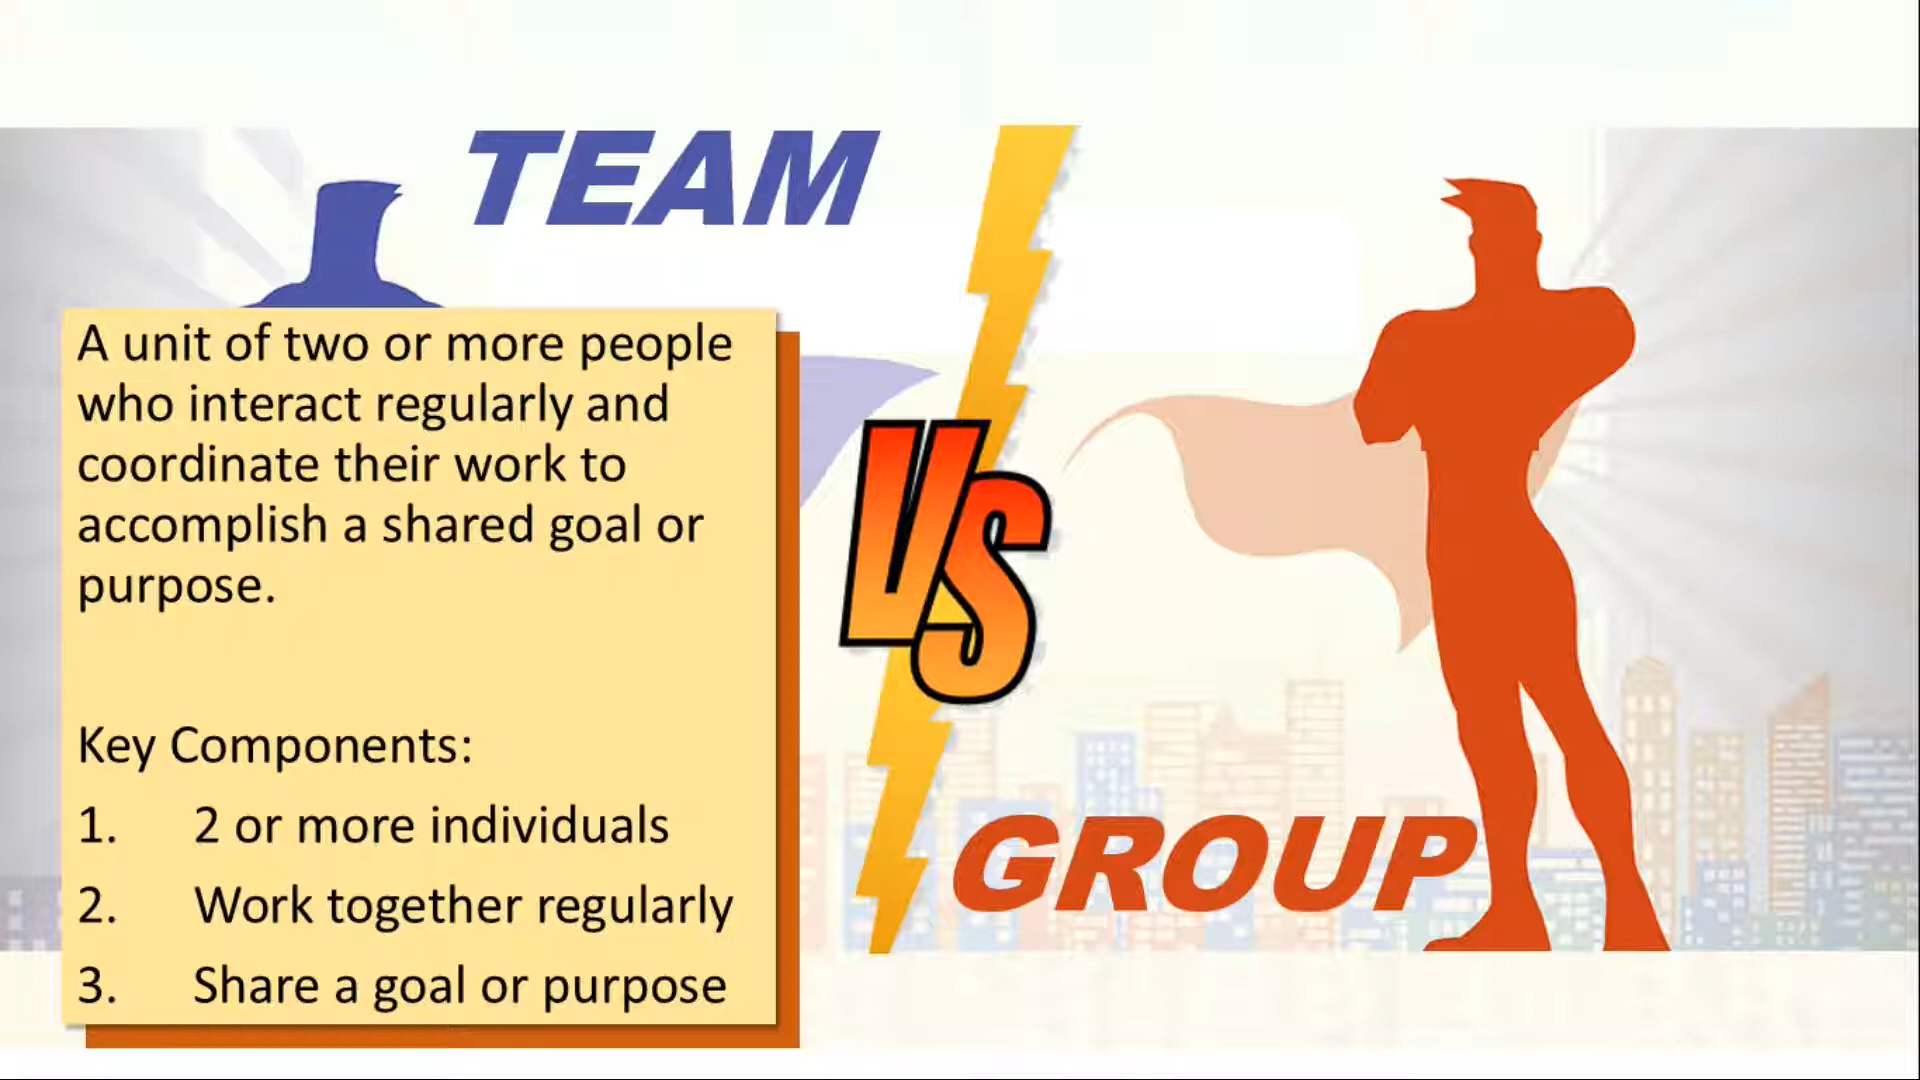 TEAM
A unit of two or more people
who interact regularly and
coordinate their work to
accomplish a shared goal or
purpose.
Key Components:
1. 2 or more individuals
2. Work together regularly
3. Share a goal or purpose
VS
GROUP